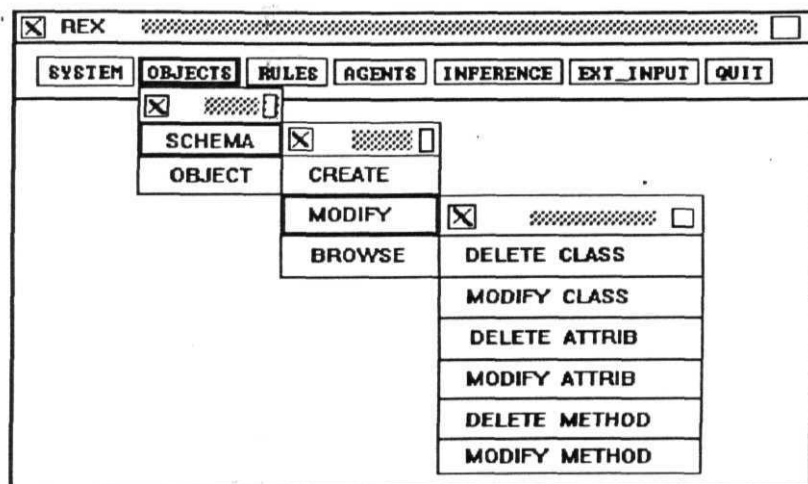 REX
SYSTEM OBJECTS RULES AGENTS INFERENCE EXT_INPUT QUIT
SCHEMA
OBJECT
CREATE
MODIFY
BROWSE
DELETE CLASS
MODIFY CLASS
DELETE ATTRIB
MODIFY ATTRIB
DELETE METHOD
MODIFY METHOD